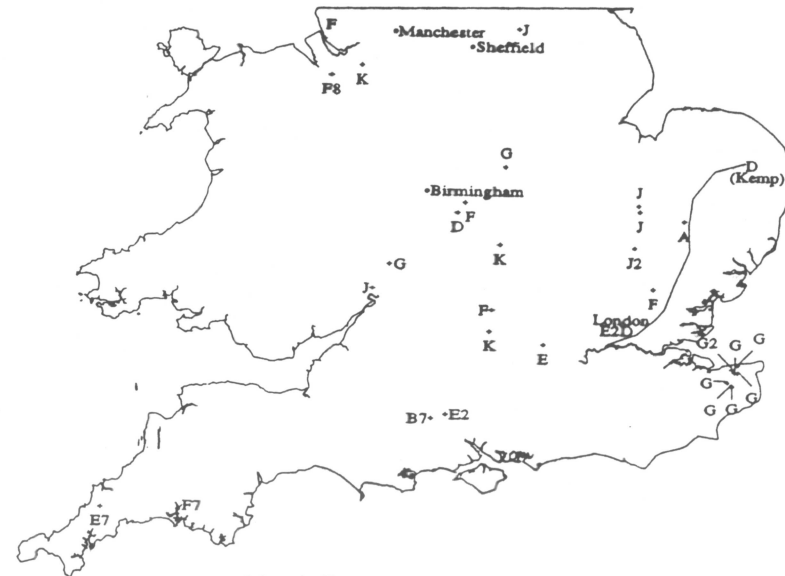 F
Manchester
J
Sheffield
F8
K
G
D
(Kemp)
Birmingham
F
D
J
J
A
K
J2
G
J
F
F
London
E2D
K
E
G2
G
G
G
G
G
G
B7
E2
E7
F7